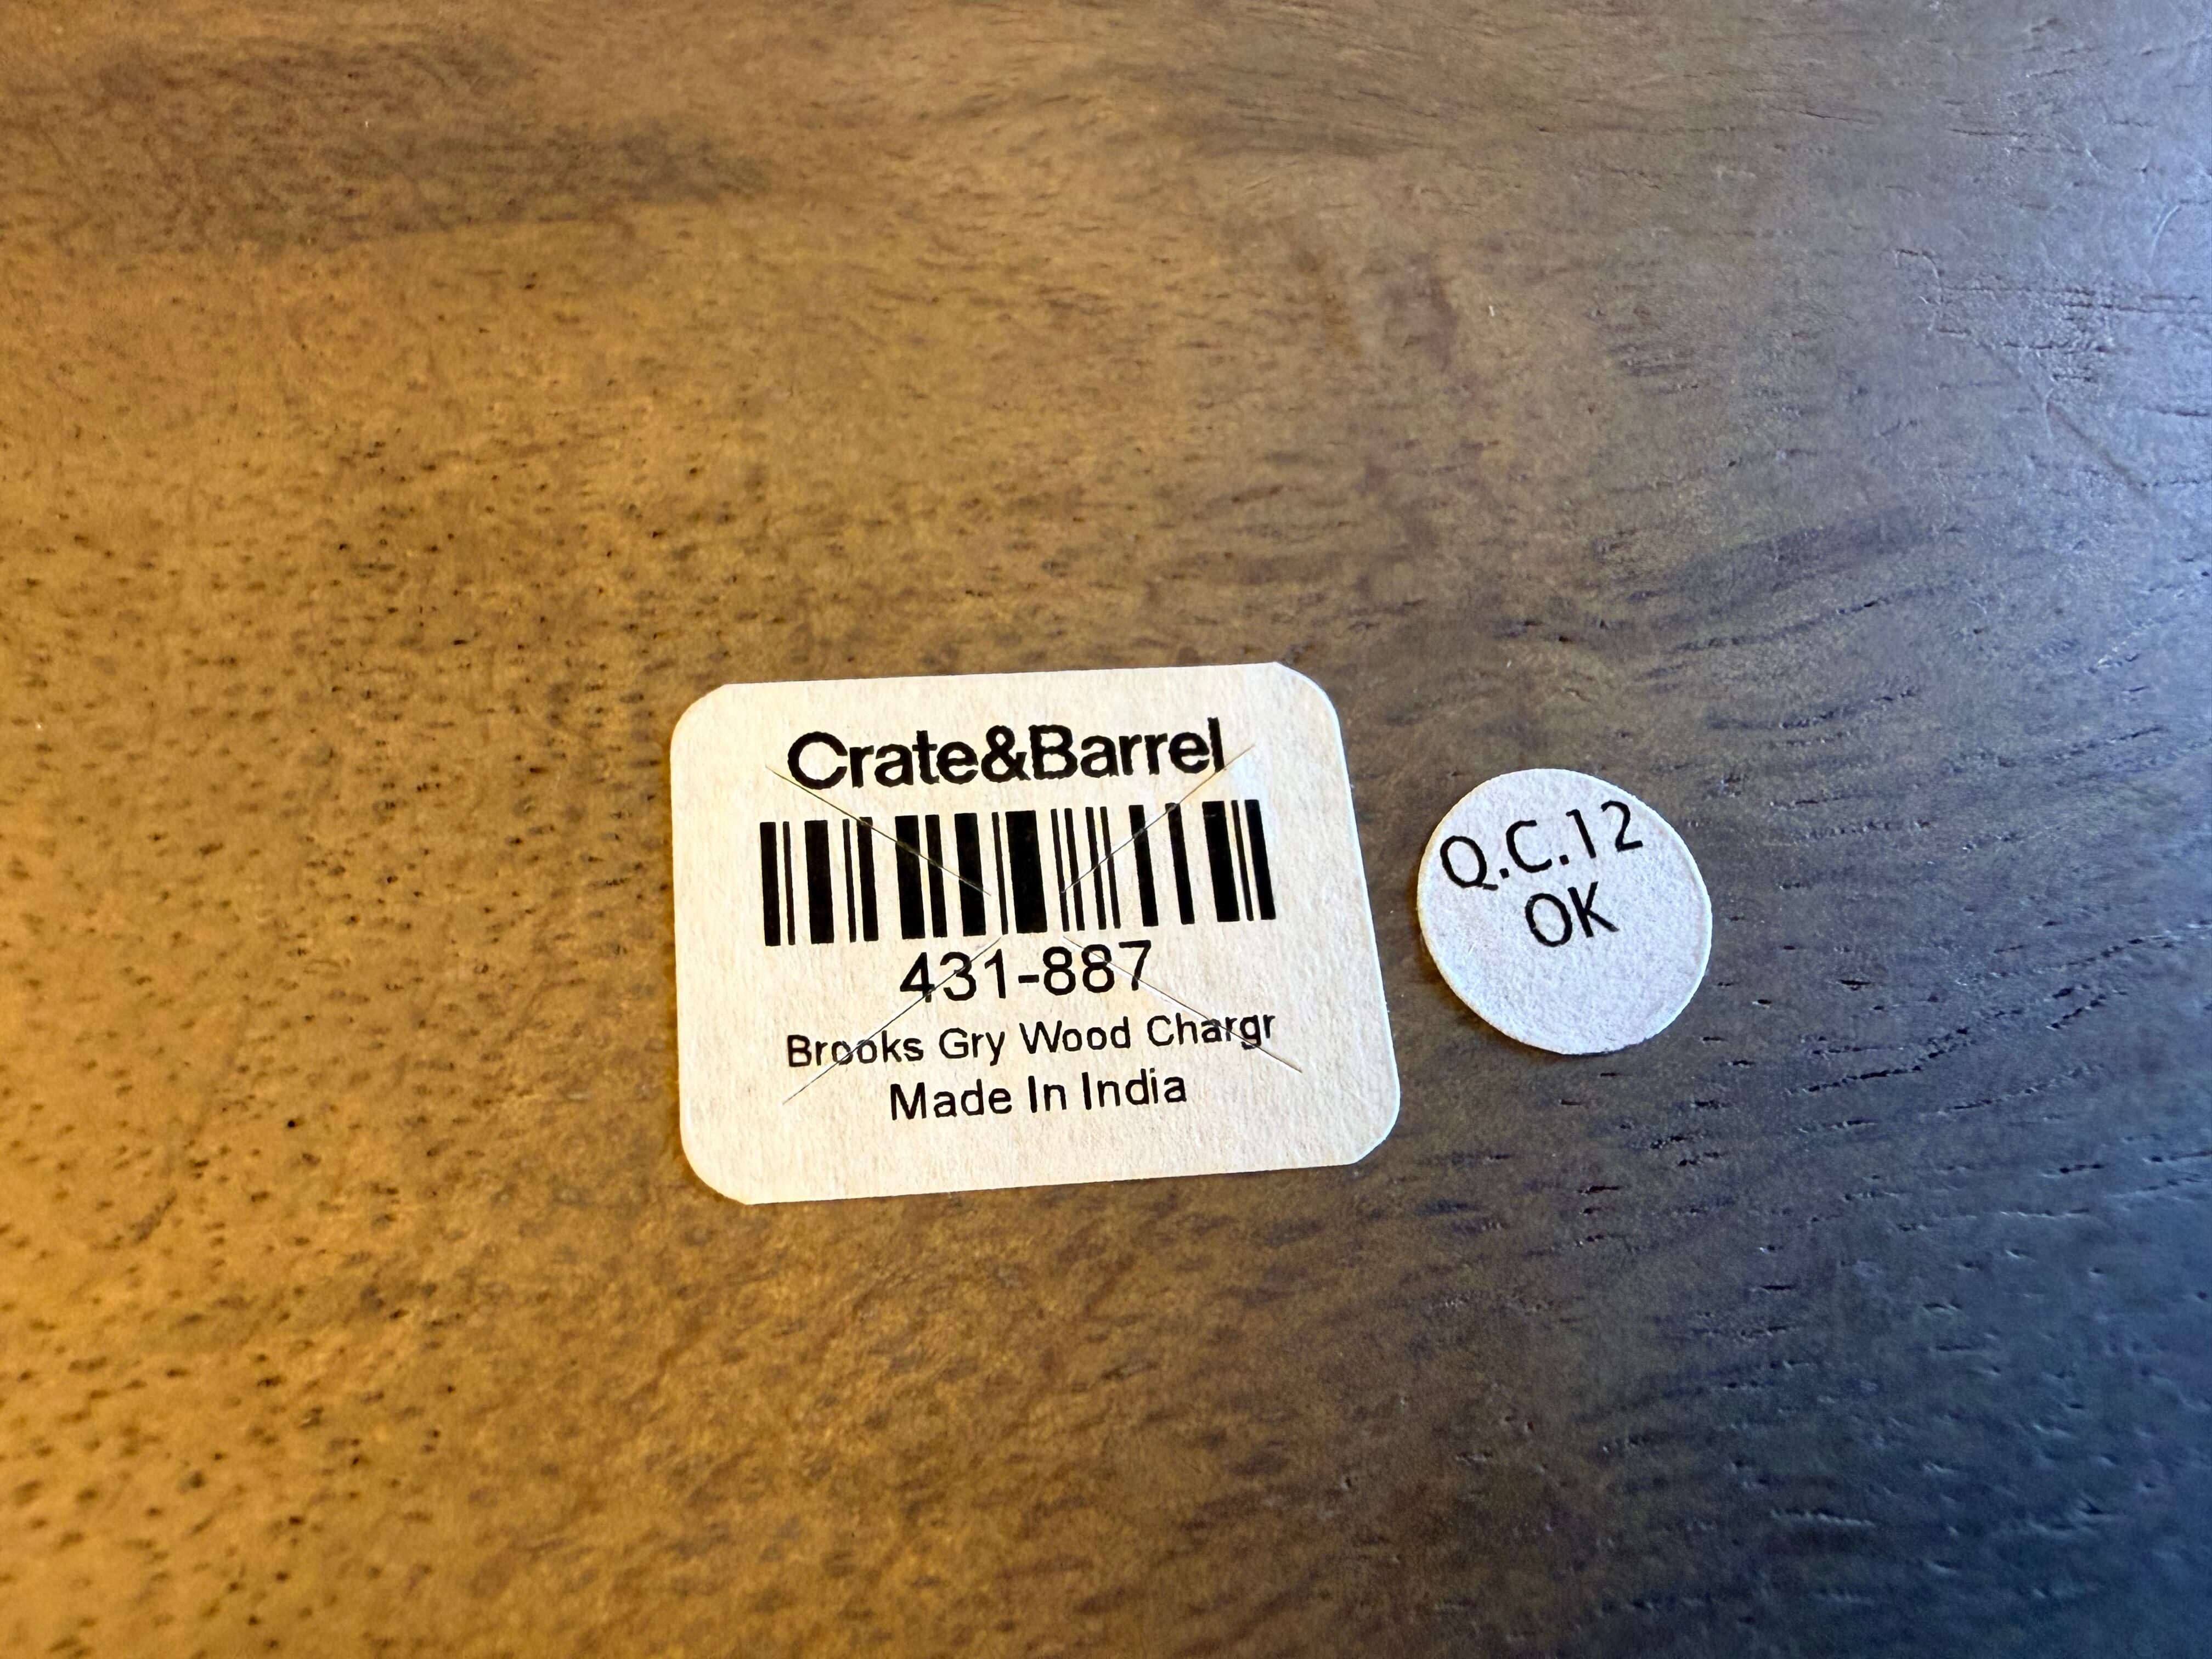 Crate&Barrel
431-887
Brooks Gry Wood Chargr
Made In India
Q.C.12
OK